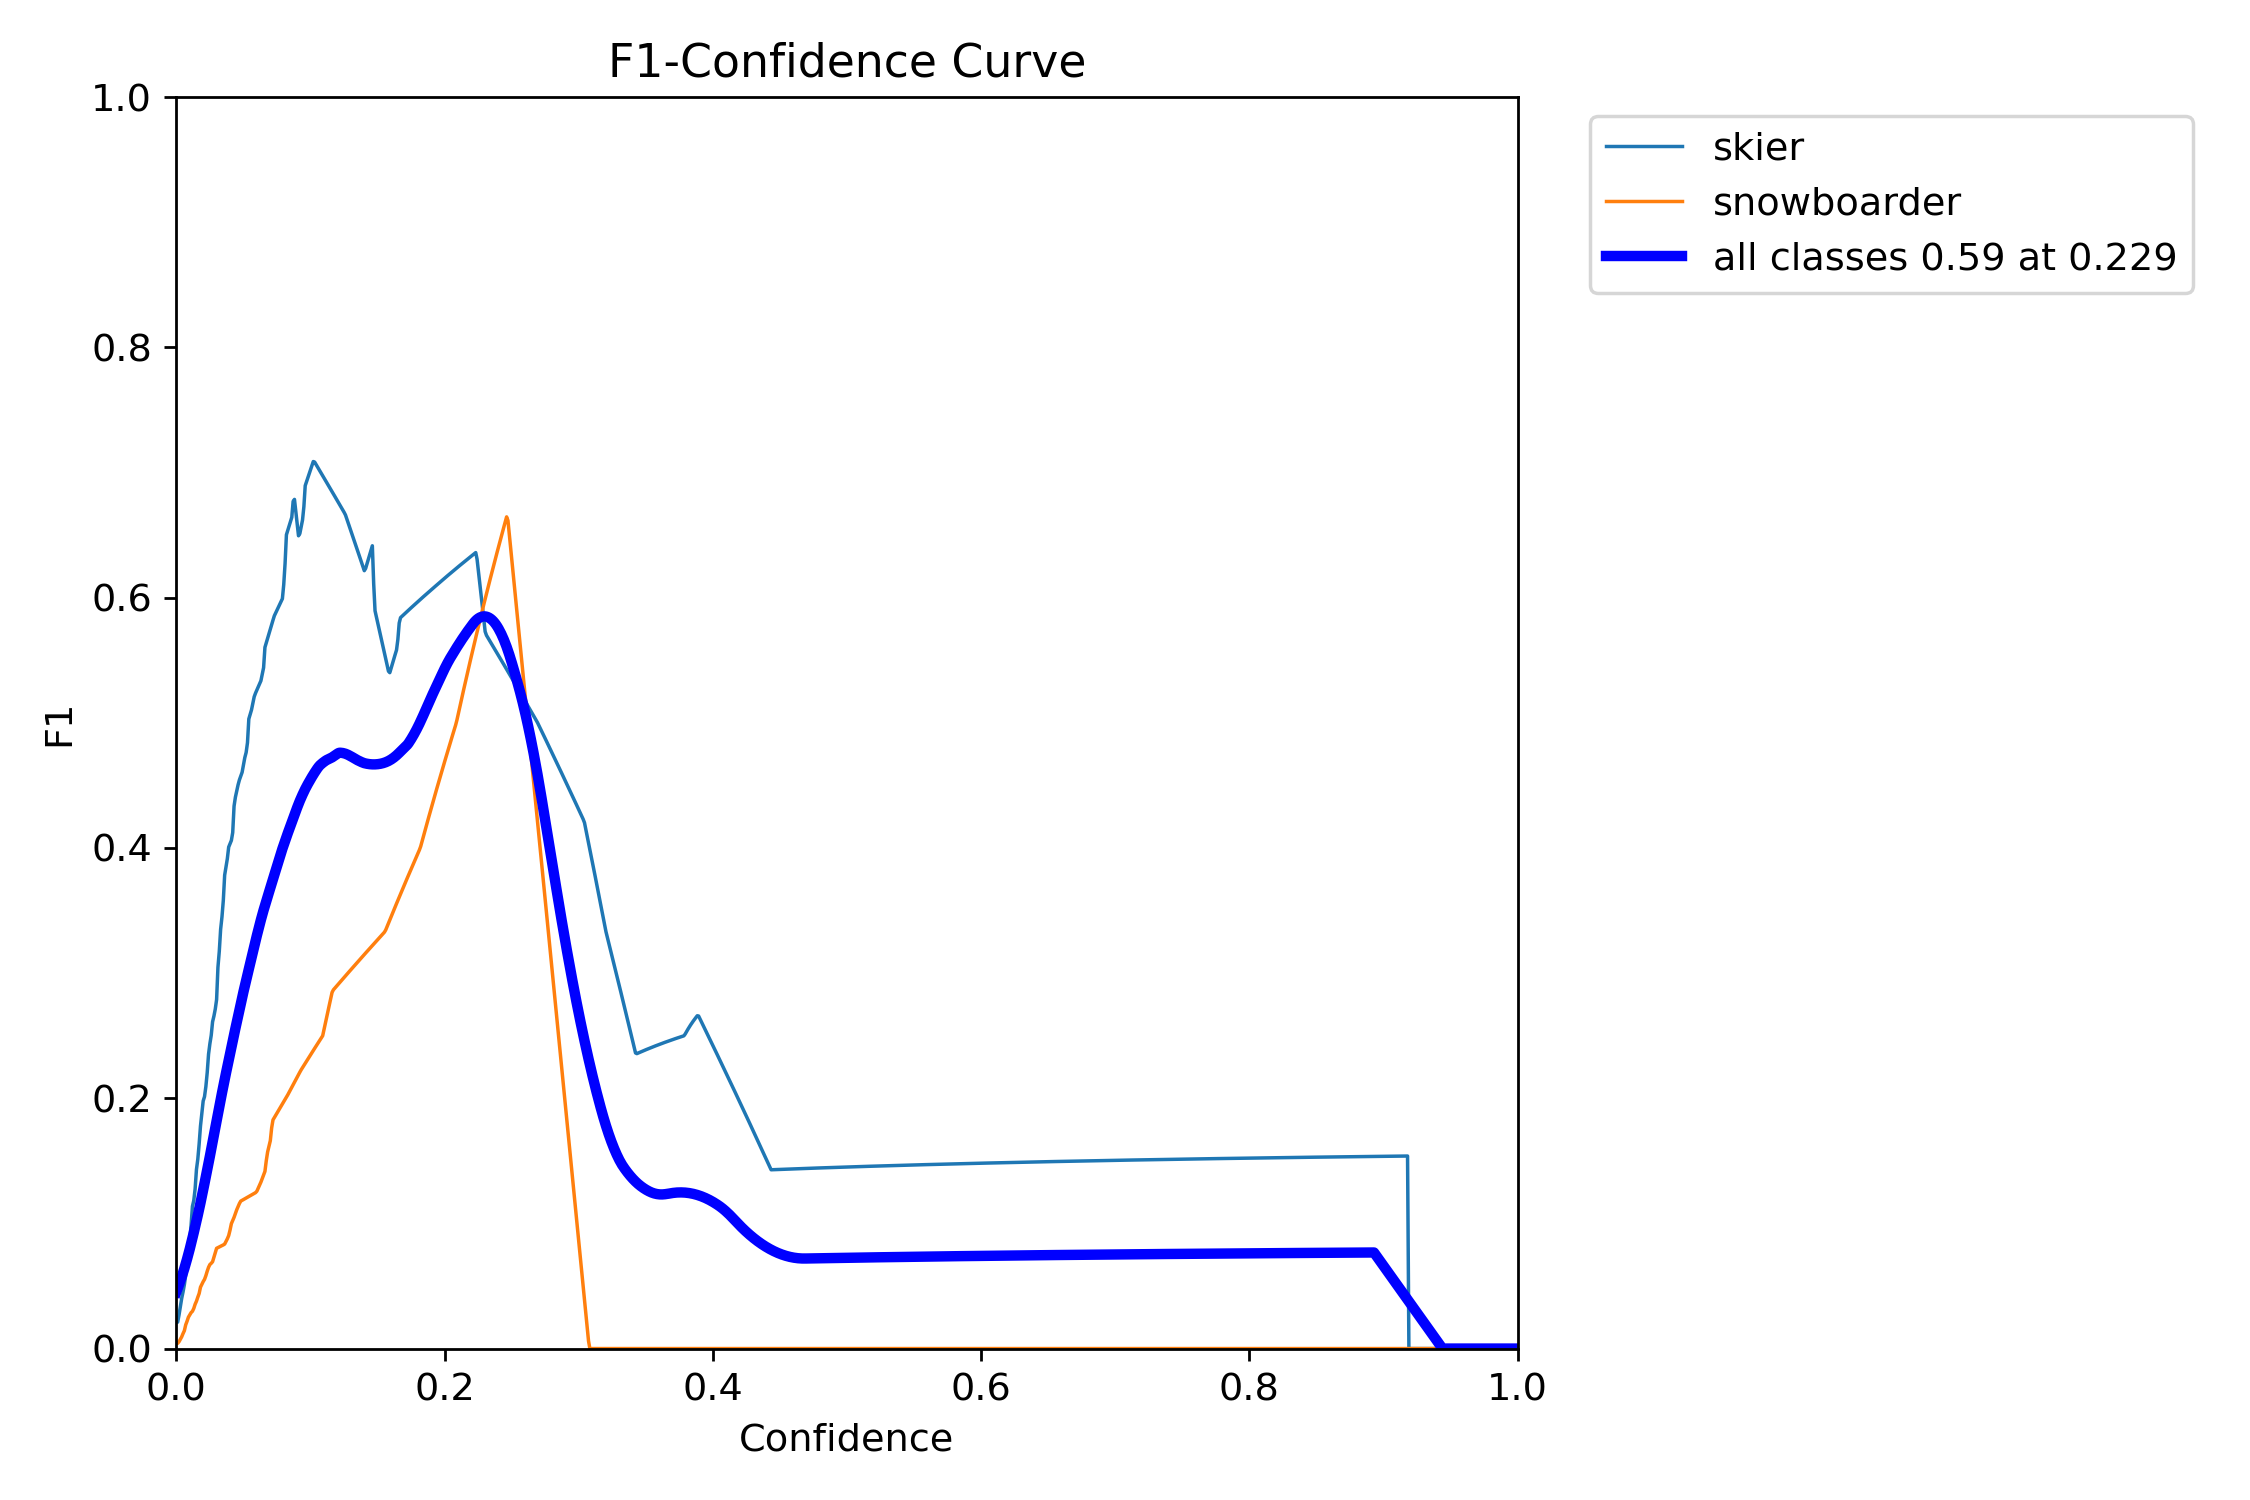 F1-Confidence Curve
1.0
0.8
0.6
0.4
0.2
0.0
F1
0.0 0.2 0.4 0.6 0.8 1.0
Confidence
skier
snowboarder
all classes 0.59 at 0.229